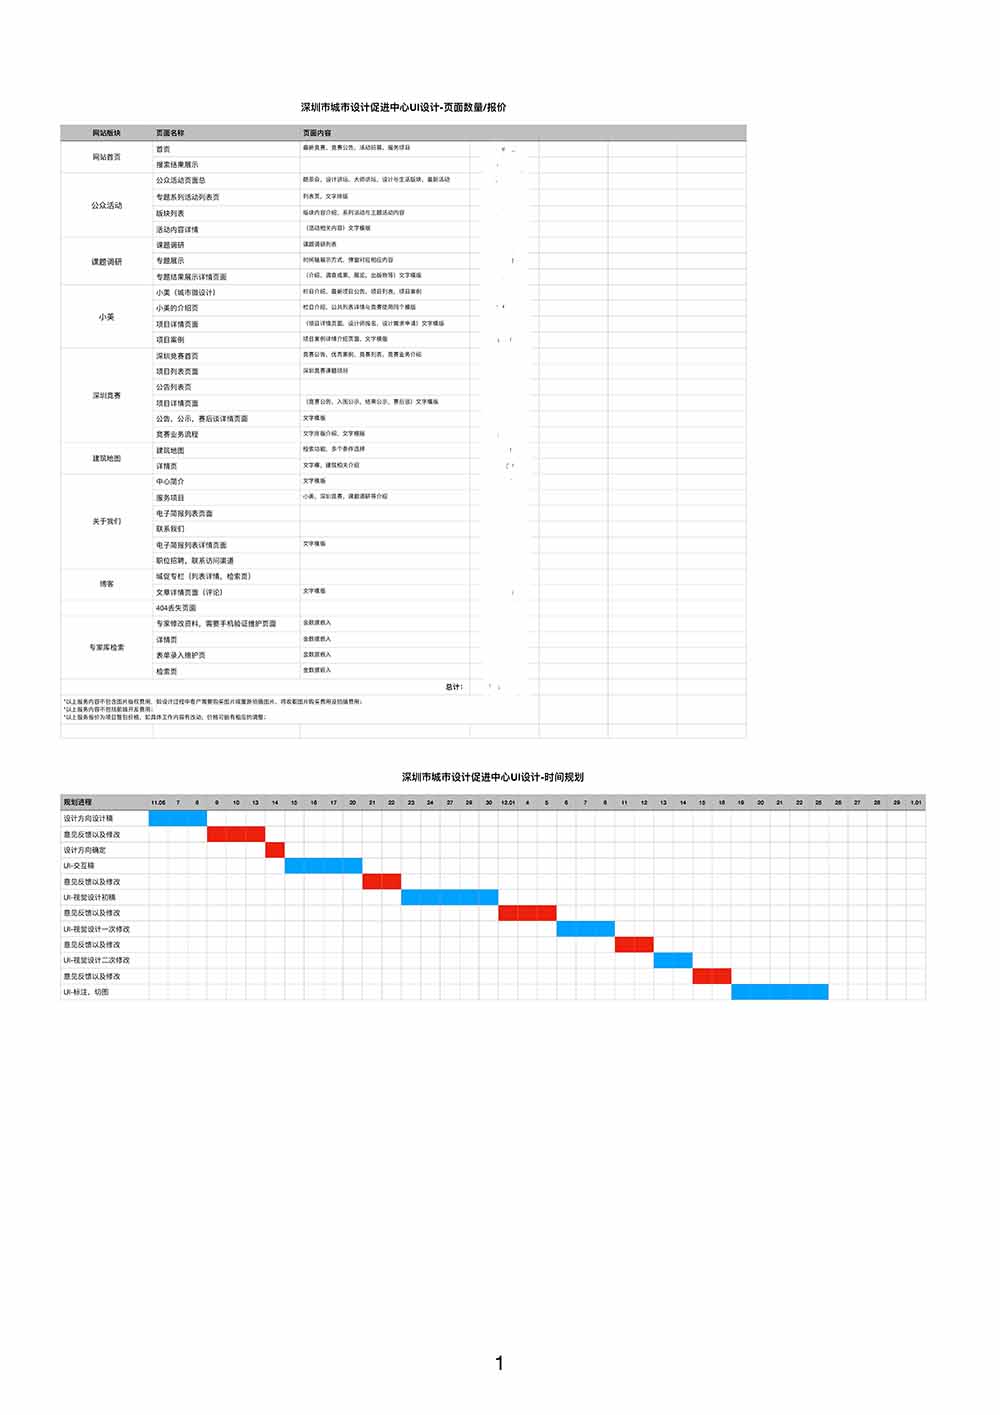 深圳市城市设计促进中心UI设计-页面数量/报价
网站版块 页面名称 页面内容
网站首页
首页 最新竞赛、竞赛公告、活动招募、服务项目
搜索结果展示
公众活动
公众活动页面总 酷茶会、设计讲坛、大师讲坛、设计与生活版块、最新活动
专题系列活动列表页 列表页，文字排版
版块列表 版块内容介绍，系列活动与主题活动内容
活动内容详情 （活动相关内容）文字模版
课题调研
课题调研 课题调研列表
专题展示 时间轴展示方式，弹窗对应相应内容
专题结果展示详情页面 （介绍、调查成果、展览、出版物等）文字模版
小美
小美（城市微设计） 栏目介绍、最新项目公告、项目列表、项目案例
小美的介绍页 栏目介绍，公共列表详情与竞赛使用同个模版
项目详情页面 （项目详情页面、设计师报名、设计需求申请）文字模版
项目案例 项目案例详情介绍页面，文字模版
深圳竞赛
深圳竞赛首页 竞赛公告、优秀案例、竞赛列表、竞赛业务介绍
项目列表页面 深圳竞赛课题项目
公告列表页
项目详情页面 （竞赛公告、入围公示、结果公示、赛后谈）文字模版
公告、公示、赛后谈详情页面 文字模版
竞赛业务流程 文字排版介绍，文字模版
建筑地图
建筑地图 检索功能，多个条件选择
详情页 文字模，建筑相关介绍
关于我们
中心简介 文字模版
服务项目 小美、深圳竞赛、课题调研等介绍
电子简报列表页面
联系我们
电子简报列表详情页面 文字模版
职位招聘、联系访问渠道
博客
城促专栏（列表详情，检索页）
文章详情页面（评论） 文字模版
404丢失页面
专家库检索
专家修改资料，需要手机验证维护页面 金数据嵌入
详情页 金数据嵌入
表单录入维护页 金数据嵌入
检索页 金数据嵌入
总计：
*以上服务内容不包含图片版权费用，如设计过程中客户需要购买图片或重新拍摄图片，将收取图片购买费用及拍摄费用；
*以上服务内容不包括前端开发费用；
*以上服务报价为项目整包价格，如具体工作内容有改动，价格可能有相应的调整；
深圳市城市设计促进中心UI设计-时间规划
规划进程 11.06 7 8 9 10 13 14 15 16 17 20 21 22 23 24 27 28 30 12.01 4 5 6 7 8 11 12 13 14 15 18 19 20 21 22 25 26 27 28 29 1.01
设计方向设计稿
意见反馈以及修改
设计方向确定
UI-交互稿
意见反馈以及修改
UI-视觉设计初稿
意见反馈以及修改
UI-视觉设计一次修改
意见反馈以及修改
UI-视觉设计二次修改
意见反馈以及修改
UI-标注、切图
1